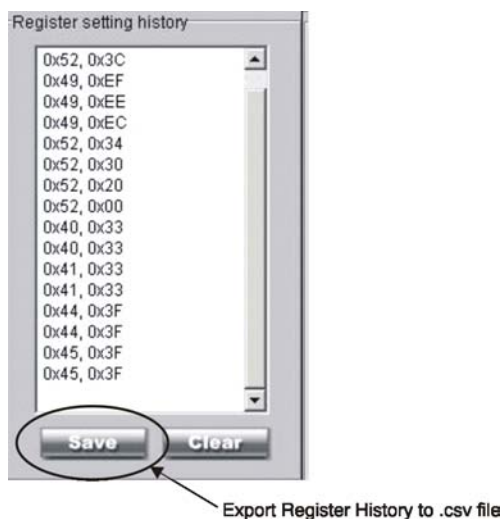 Register setting history
0x52, 0x3C
0x49, 0xEF
0x49, 0xEE
0x49, 0xEC
0x52, 0x34
0x52, 0x30
0x52, 0x20
0x52, 0x00
0x40, 0x33
0x40, 0x33
0x41, 0x33
0x41, 0x33
0x44, 0x3F
0x44, 0x3F
0x45, 0x3F
0x45, 0x3F
Save Clear
Export Register History to .csv file